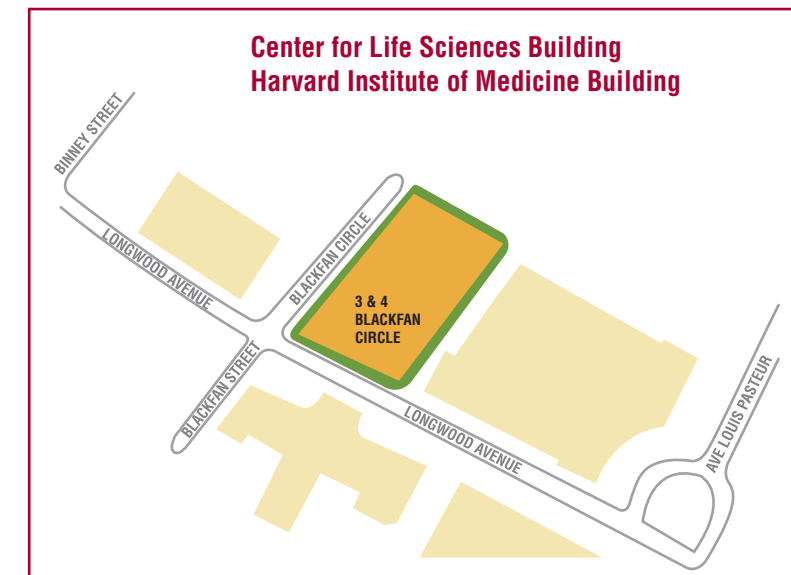 Center for Life Sciences Building
Harvard Institute of Medicine Building
BINNEY STREET
LONGWOOD AVENUE
BLACKFAN CIRCLE
3 & 4
BLACKFAN
CIRCLE
BLACKFAN STREET
LONGWOOD AVENUE
AVE LOUIS PASTEUR